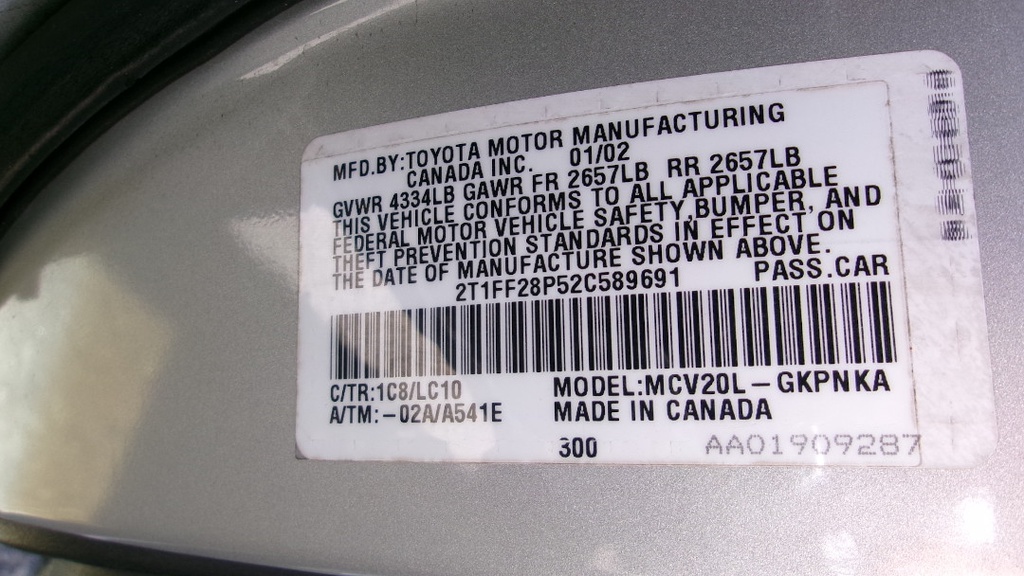 MFD.BY:TOYOTA MOTOR MANUFACTURING
CANADA INC. 01/02
GVWR 4334LB GAWR FR 2657LB RR 2657LB
THIS VEHICLE CONFORMS TO ALL APPLICABLE
FEDERAL MOTOR VEHICLE SAFETY,BUMPER, AND
THEFT PREVENTION STANDARDS IN EFFECT ON
THE DATE OF MANUFACTURE SHOWN ABOVE.
2T1FF28P52C589691 PASS.CAR
C/TR:1C8/LC10 MODEL:MCV20L-GKPNKA
A/TM:-02A/A541E MADE IN CANADA
300 AA01909287